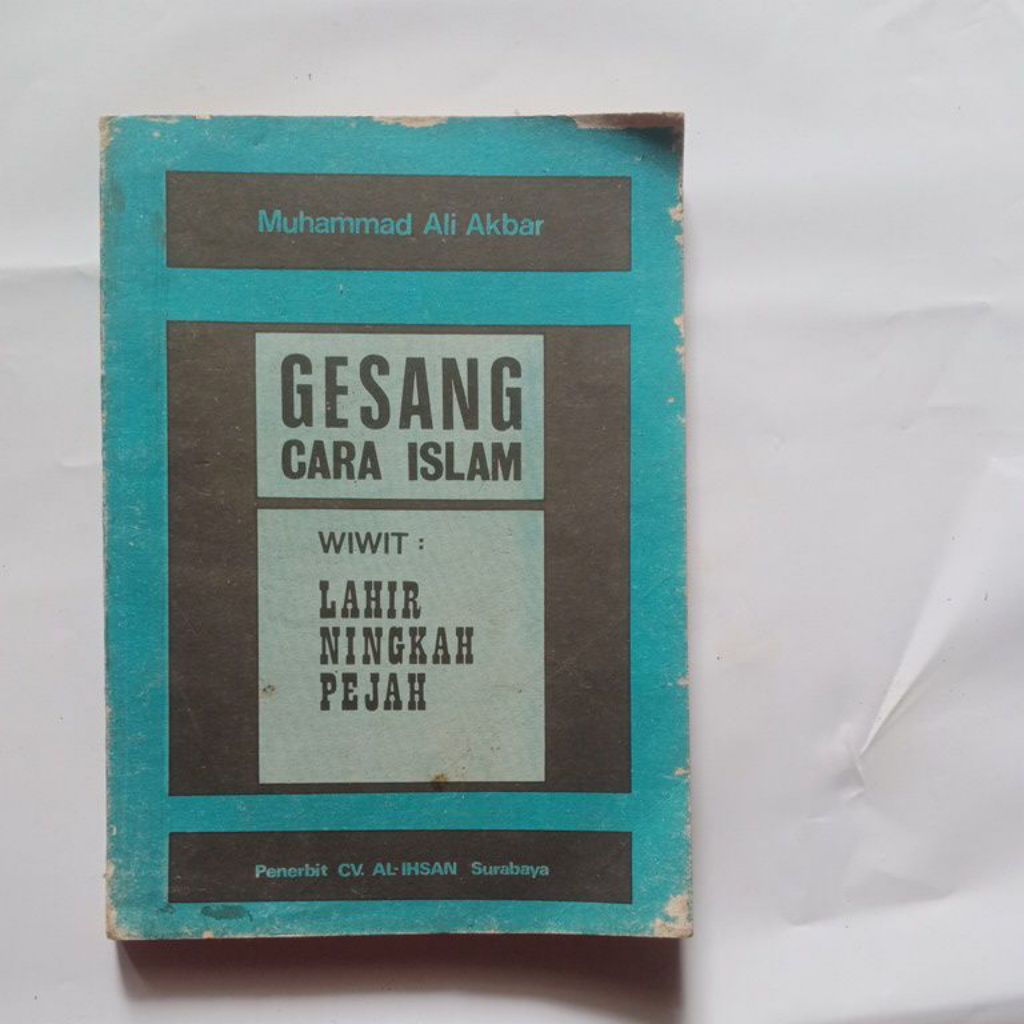 Muhammad Ali Akbar
GESANG
CARA ISLAM
WIWIT :
LAHIR
NINGKAH
PEJAH
Penerbit CV. AL-IHSAN Surabaya